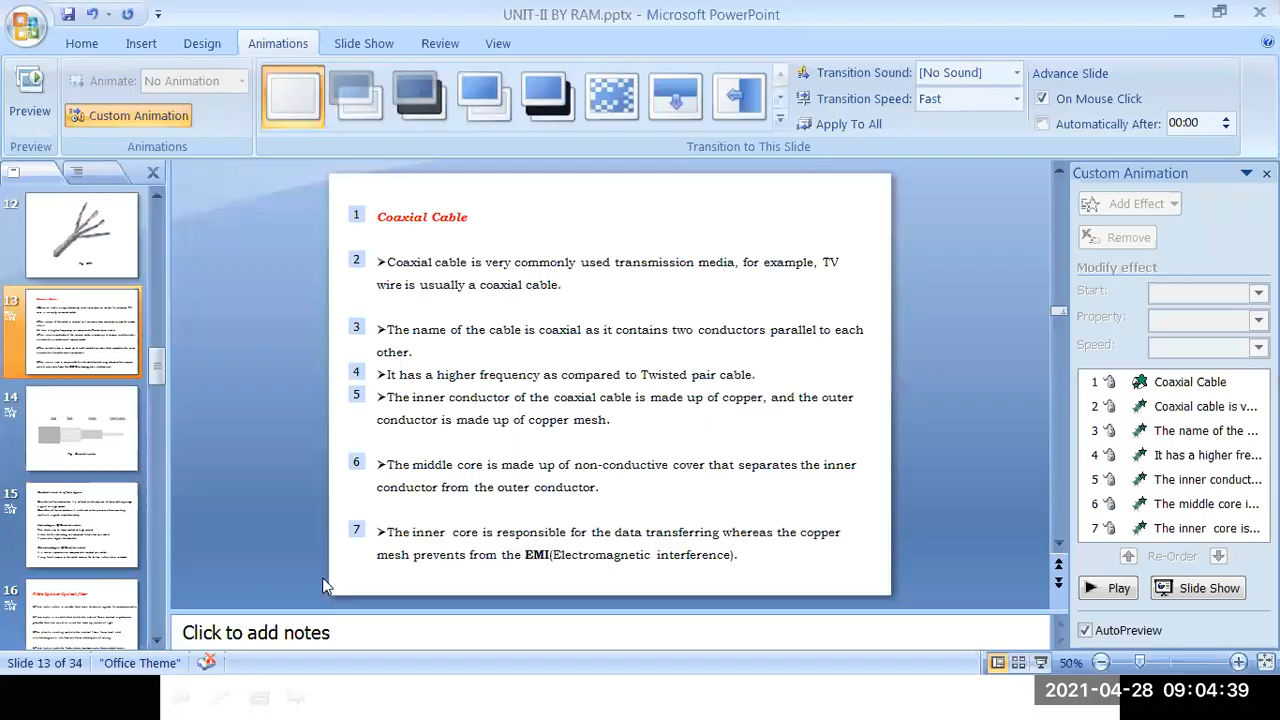 UNIT-II BY RAM.pptx - Microsoft PowerPoint
Home Insert Design Animations Slide Show Review View
Preview
Animate: No Animation
Custom Animation
Transition Sound: [No Sound]
Transition Speed: Fast
Apply To All
Advance Slide
On Mouse Click
Automatically After: 00:00
Preview Animations Transition to This Slide
12
13
14
15
16
1 Coaxial Cable
2 ➤Coaxial cable is very commonly used transmission media, for example, TV
wire is usually a coaxial cable.
3 ➤The name of the cable is coaxial as it contains two conductors parallel to each
other.
4 ➤It has a higher frequency as compared to Twisted pair cable.
5 ➤The inner conductor of the coaxial cable is made up of copper, and the outer
conductor is made up of copper mesh.
6 ➤The middle core is made up of non-conductive cover that separates the inner
conductor from the outer conductor.
7 ➤The inner core is responsible for the data transferring whereas the copper
mesh prevents from the EMI(Electromagnetic interference).
Custom Animation
Add Effect
Remove
Modify effect
Start:
Property:
Speed:
1 Coaxial Cable
2 Coaxial cable is v...
3 The name of the ...
4 It has a higher fre...
5 The inner conduct...
6 The middle core i...
7 The inner core is...
Re-Order
Play Slide Show
AutoPreview
Click to add notes
Slide 13 of 34 "Office Theme" 50%
2021-04-28 09:04:39